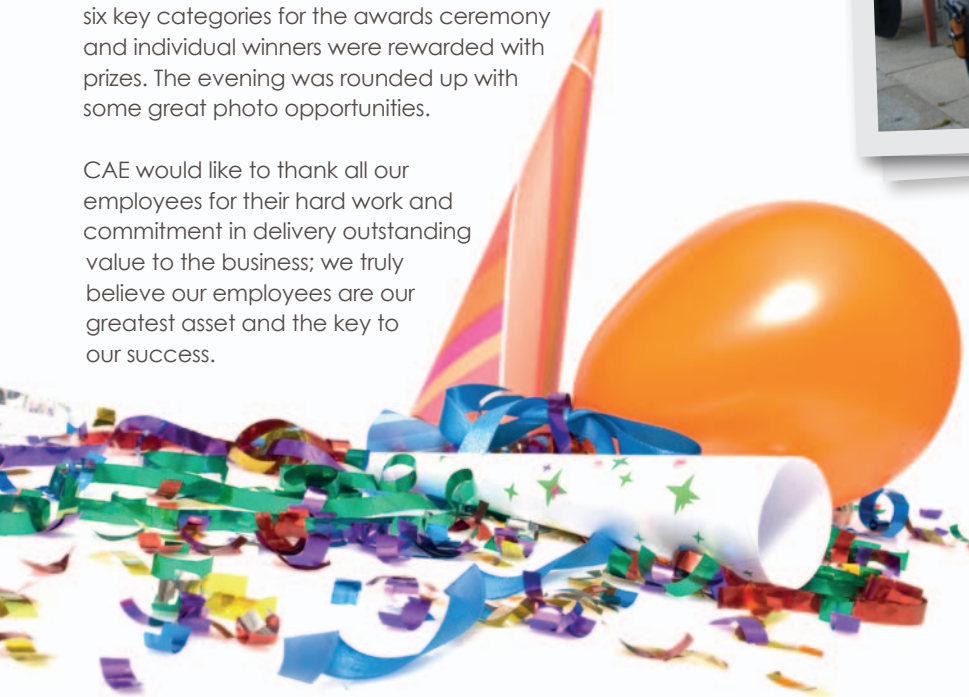 six key categories for the awards ceremony
and individual winners were rewarded with
prizes. The evening was rounded up with
some great photo opportunities.
CAE would like to thank all our
employees for their hard work and
commitment in delivery outstanding
value to the business; we truly
believe our employees are our
greatest asset and the key to
our success.